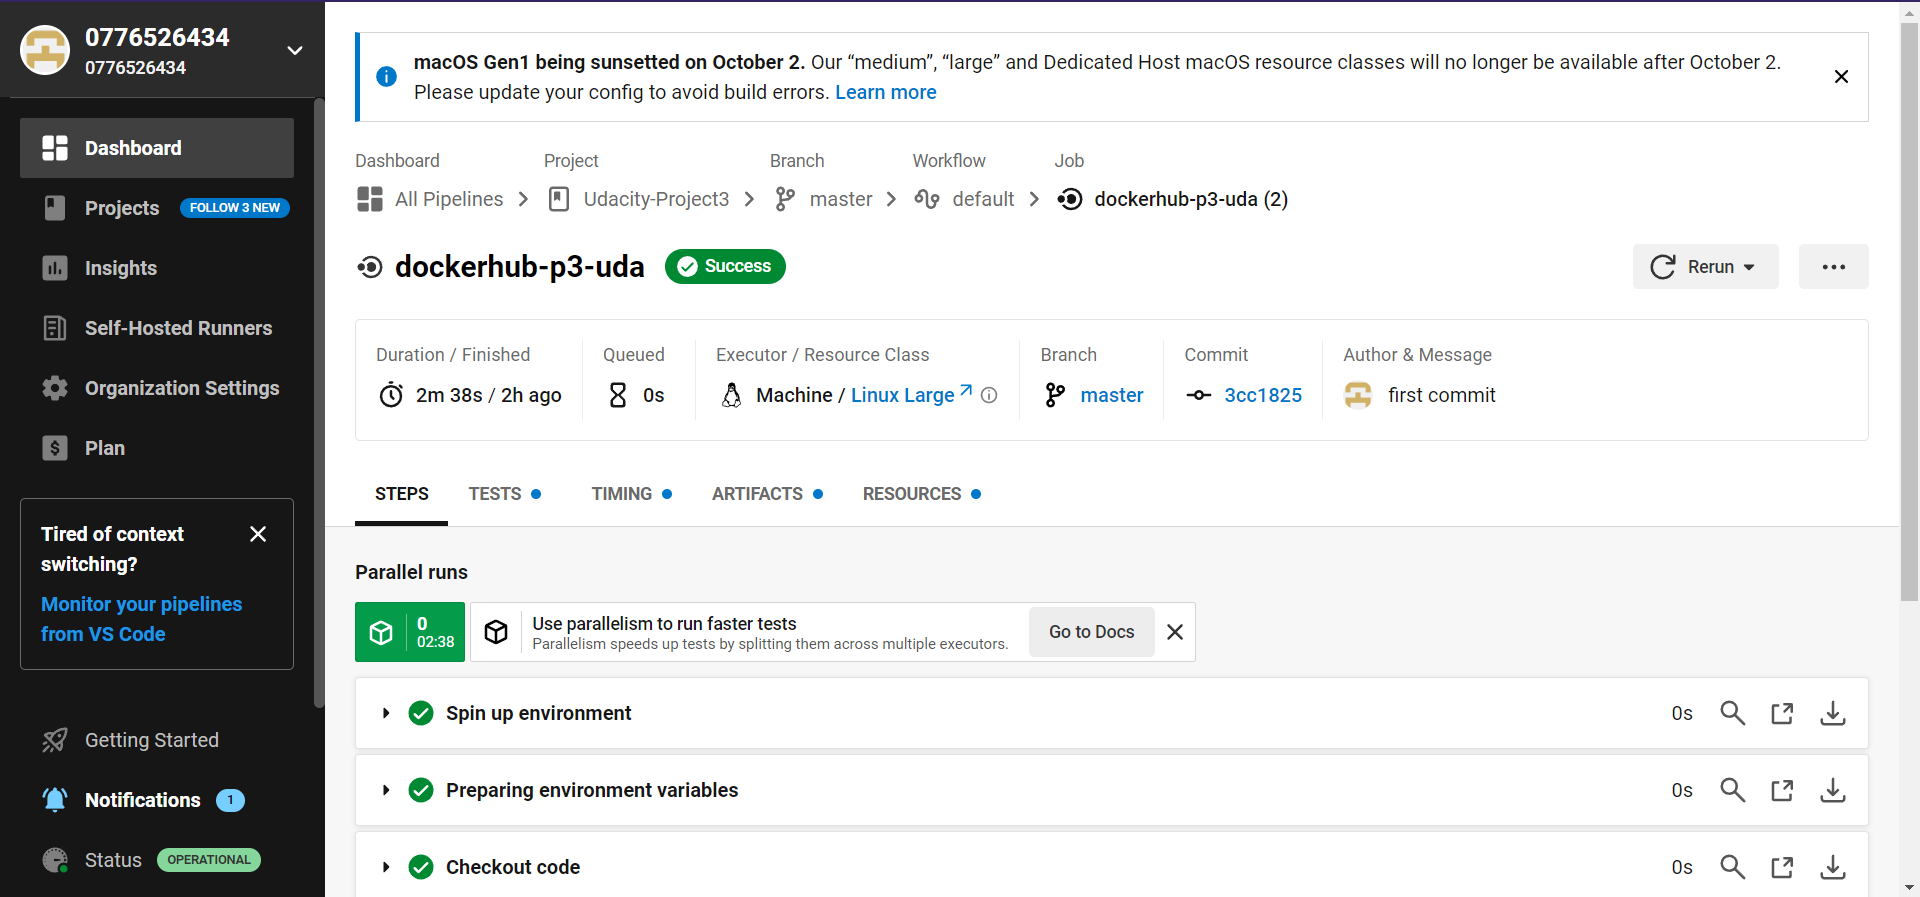 0776526434
0776526434
Dashboard
Projects FOLLOW 3 NEW
Insights
Self-Hosted Runners
Organization Settings
Plan
Tired of context
switching?
Monitor your pipelines
from VS Code
Getting Started
Notifications 1
Status OPERATIONAL
macOS Gen1 being sunsetted on October 2. Our “medium”, “large” and Dedicated Host macOS resource classes will no longer be available after October 2.
Please update your config to avoid build errors. Learn more
Dashboard Project Branch Workflow Job
All Pipelines Udacity-Project3 master default dockerhub-p3-uda (2)
dockerhub-p3-uda Success Rerun
Duration / Finished Queued Executor / Resource Class Branch Commit Author & Message
2m 38s / 2h ago 0s Machine / Linux Large master 3cc1825 first commit
STEPS TESTS TIMING ARTIFACTS RESOURCES
Parallel runs
0
02:38
Use parallelism to run faster tests
Parallelism speeds up tests by splitting them across multiple executors.
Go to Docs
Spin up environment 0s
Preparing environment variables 0s
Checkout code 0s